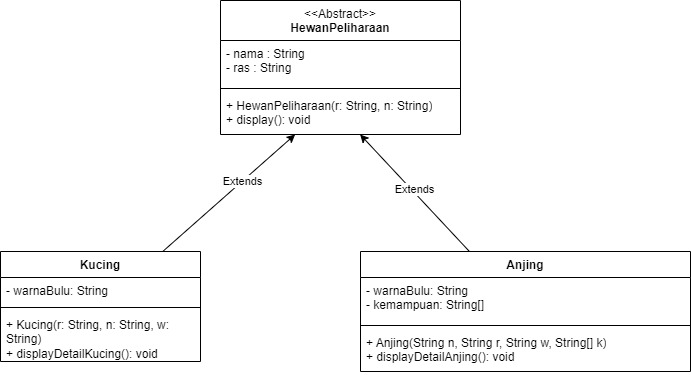 <<Abstract>>
HewanPeliharaan
- nama : String
- ras : String
+ HewanPeliharaan(r: String, n: String)
+ display(): void
Extends
Extends
Kucing
- warnaBulu: String
+ Kucing(r: String, n: String, w:
String)
+ displayDetailKucing(): void
Anjing
- warnaBulu: String
- kemampuan: String[]
+ Anjing(String n, String r, String w, String[] k)
+ displayDetailAnjing(): void